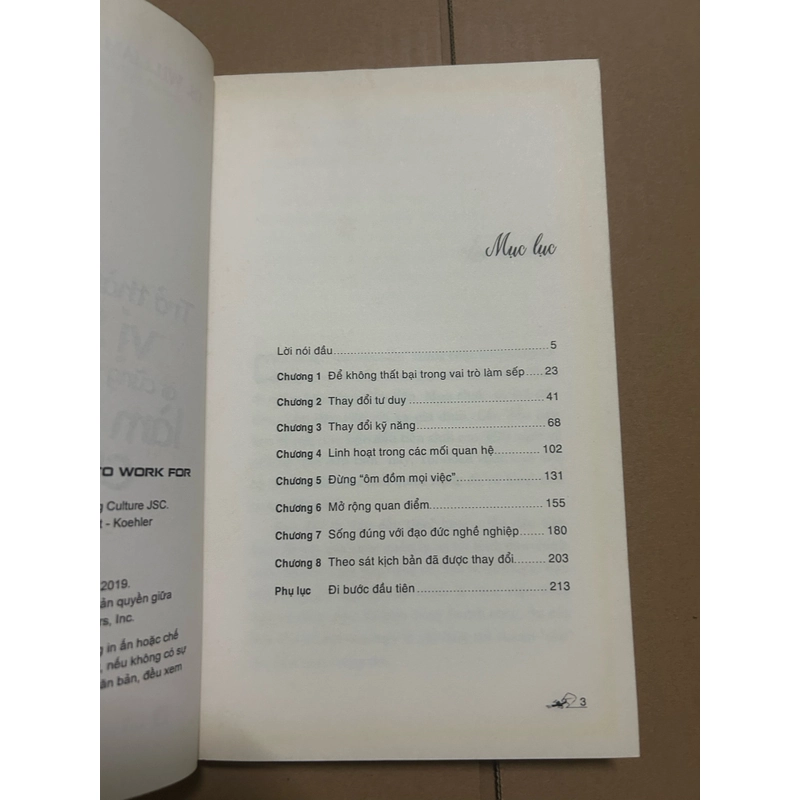 TO WORK FOR
g Culture JSC.
t - Koehler
2019.
ản quyền giữa
rs, Inc.
g in ấn hoặc chế
, nếu không có sự
ăn bản, đều xem
Mục lục
Lời nói đầu 5
Chương 1 Để không thất bại trong vai trò làm sếp 23
Chương 2 Thay đổi tư duy 41
Chương 3 Thay đổi kỹ năng 68
Chương 4 Linh hoạt trong các mối quan hệ 102
Chương 5 Đừng “ôm đồm mọi việc” 131
Chương 6 Mở rộng quan điểm 155
Chương 7 Sống đúng với đạo đức nghề nghiệp 180
Chương 8 Theo sát kịch bản đã được thay đổi 203
Phụ lục Đi bước đầu tiên 213
3